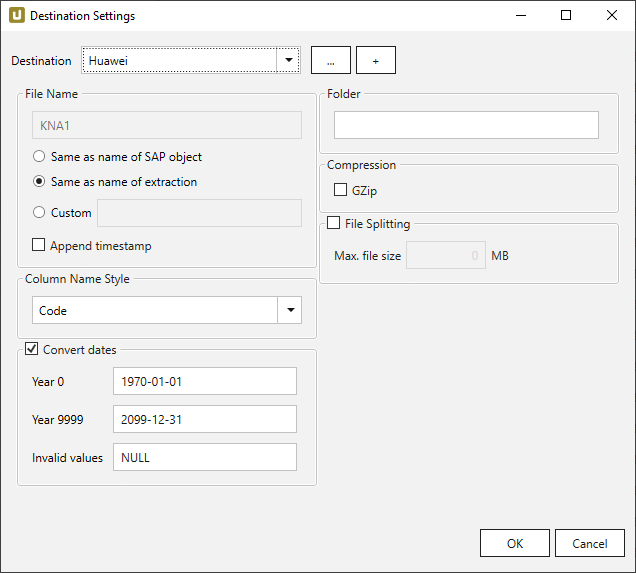 Destination Settings
Destination Huawei ... +
File Name
KNA1
Same as name of SAP object
Same as name of extraction
Custom
Append timestamp
Column Name Style
Code
Convert dates
Year 0 1970-01-01
Year 9999 2099-12-31
Invalid values NULL
Folder
Compression
GZip
File Splitting
Max. file size 0 MB
OK Cancel